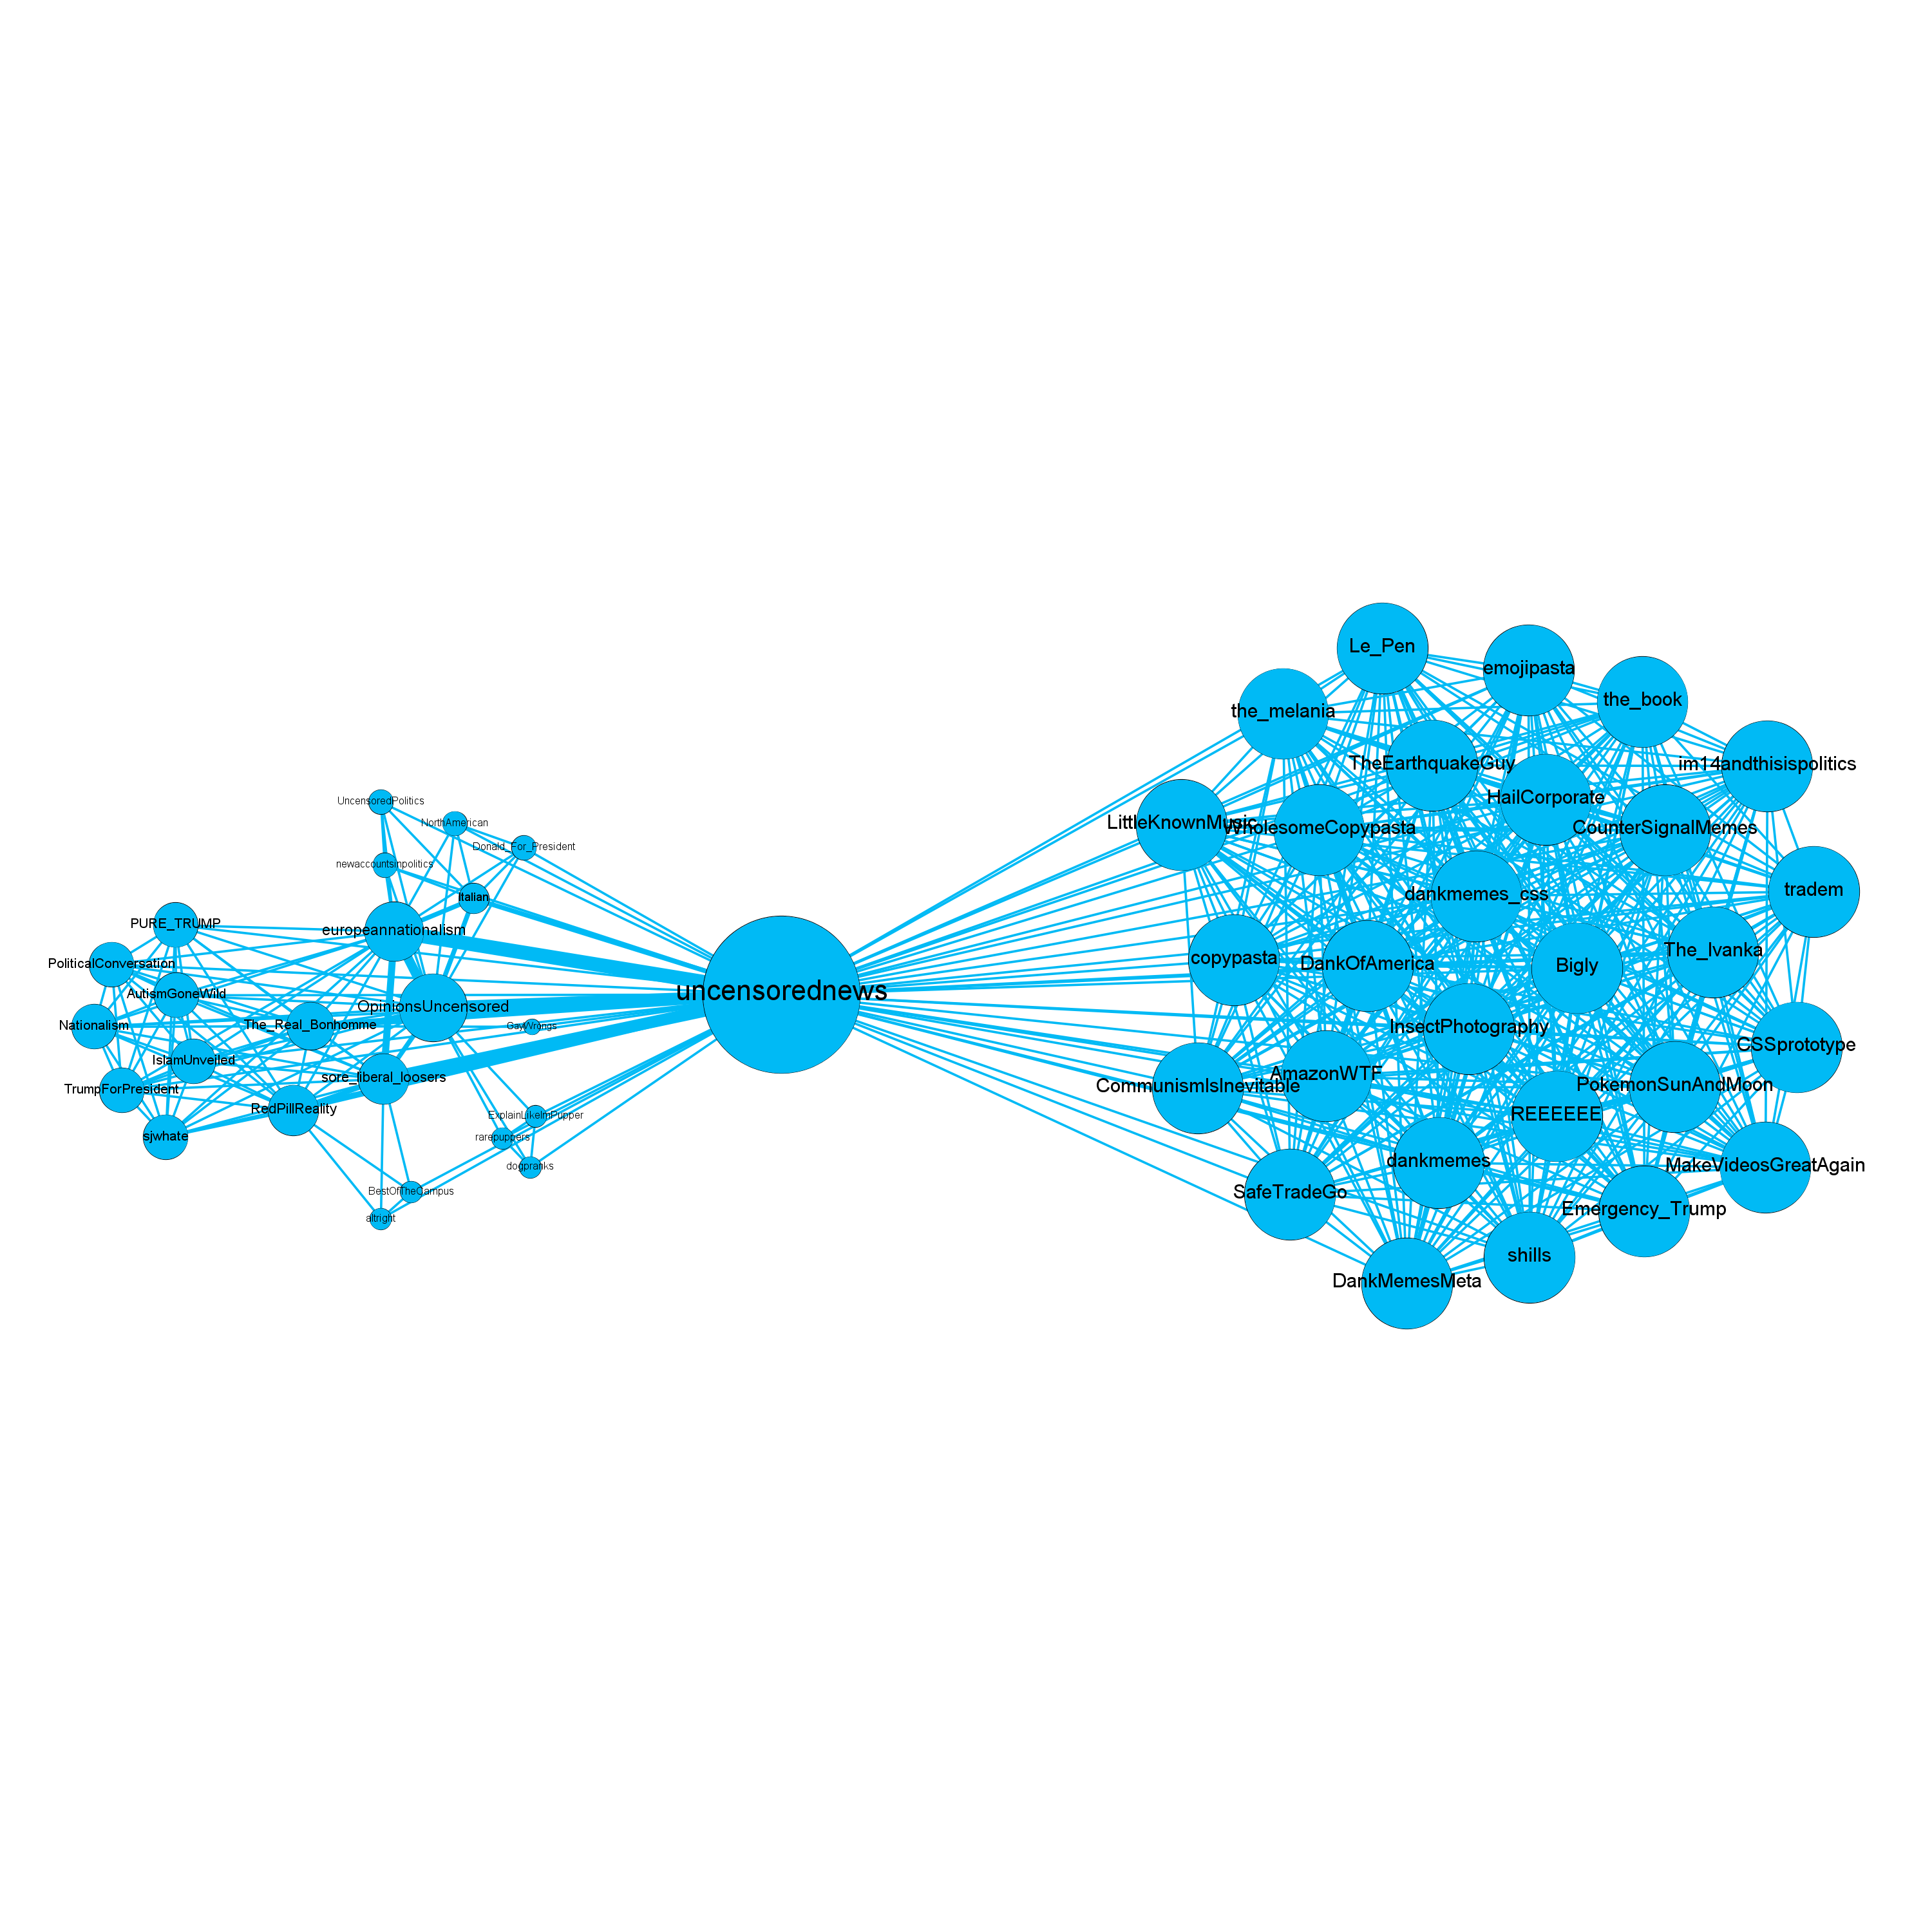 Le_Pen
emojipasta
the_book
the_melania
TheEarthquakeGuy
im14andthisispolitics
HailCorporate
LittleKnownMusic
WholesomeCopypasta
CounterSignalMemes
dankmemes_css
tradem
copypasta
DankOfAmerica
Bigly
The_Ivanka
InsectPhotography
CSSprototype
CommunismIsInevitable
AmazonWTF
PokemonSunAndMoon
REEEEEE
dankmemes
MakeVideosGreatAgain
SafeTradeGo
Emergency_Trump
shills
DankMemesMeta
uncensorednews
UncensoredPolitics
NorthAmerican
Donald_For_President
newaccountsinpolitics
Italian
PURE_TRUMP
europeannationalism
PoliticalConversation
AutismGoneWild
OpinionsUncensored
Nationalism
The_Real_Bonhomme
GayWrongs
IslamUnveiled
sore_liberal_loosers
TrumpForPresident
RedPillReality
sjwhate
ExplainLikeImPupper
rarepuppers
dogpranks
BestOfTheCampus
altright